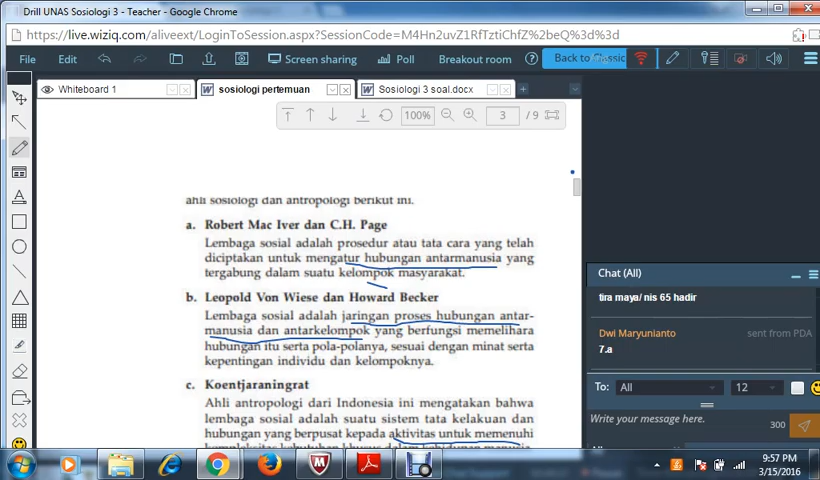 Drill UNAS Sosiologi 3 - Teacher - Google Chrome
https://live.wiziq.com/aliveext/LoginToSession.aspx?SessionCode=M4Hn2uvZ1RfTztiChfZ%2beQ%3d%3d
File Edit Screen sharing Poll Breakout room ? Back to Classic
Whiteboard 1 sosiologi pertemuan Sosiologi 3 soal.docx
100% 3 / 9
ahli sosiologi dan antropologi berikut ini.
a. Robert Mac Iver dan C.H. Page
Lembaga sosial adalah prosedur atau tata cara yang telah
diciptakan untuk mengatur hubungan antarmanusia yang
tergabung dalam suatu kelompok masyarakat.
b. Leopold Von Wiese dan Howard Becker
Lembaga sosial adalah jaringan proses hubungan antar-
manusia dan antarkelompok yang berfungsi memelihara
hubungan itu serta pola-polanya, sesuai dengan minat serta
kepentingan individu dan kelompoknya.
c. Koentjaraningrat
Ahli antropologi dari Indonesia ini mengatakan bahwa
lembaga sosial adalah suatu sistem tata kelakuan dan
hubungan yang berpusat kepada aktivitas untuk memenuhi
Chat (All)
tira maya/ nis 65 hadir
Dwi Maryunianto sent from PDA
7.a
To: All 12
Write your message here. 300
9:57 PM
3/15/2016